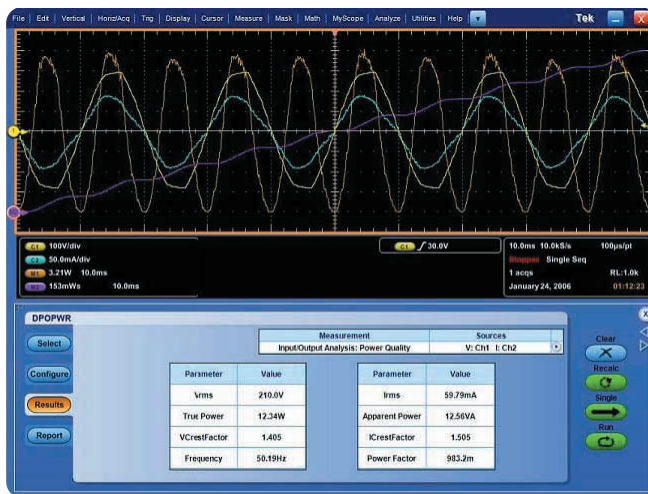 File Edit Vertical Horiz/Acq Trig Display Cursor Measure Mask Math MyScope Analyze Utilities Help Tek X
C1 100V/div
C2 50.0mA/div
M1 3.21W 10.0ms
M2 153mWs 10.0ms
C1 30.0V
10.0ms 10.0kS/s 100µs/pt
Stopped Single Seq
1 acqs RL:1.0k
January 24, 2006 01:12:23
DPOPWR
Select
Configure
Results
Report
Measurement Sources
Input/Output Analysis: Power Quality V: Ch1 I: Ch2
Parameter Value Parameter Value
Vrms 210.0V Irms 59.79mA
True Power 12.34W Apparent Power 12.56VA
VCrestFactor 1.405 ICrestFactor 1.505
Frequency 50.19Hz Power Factor 983.2m
X
Clear
Recalc
Single
Run